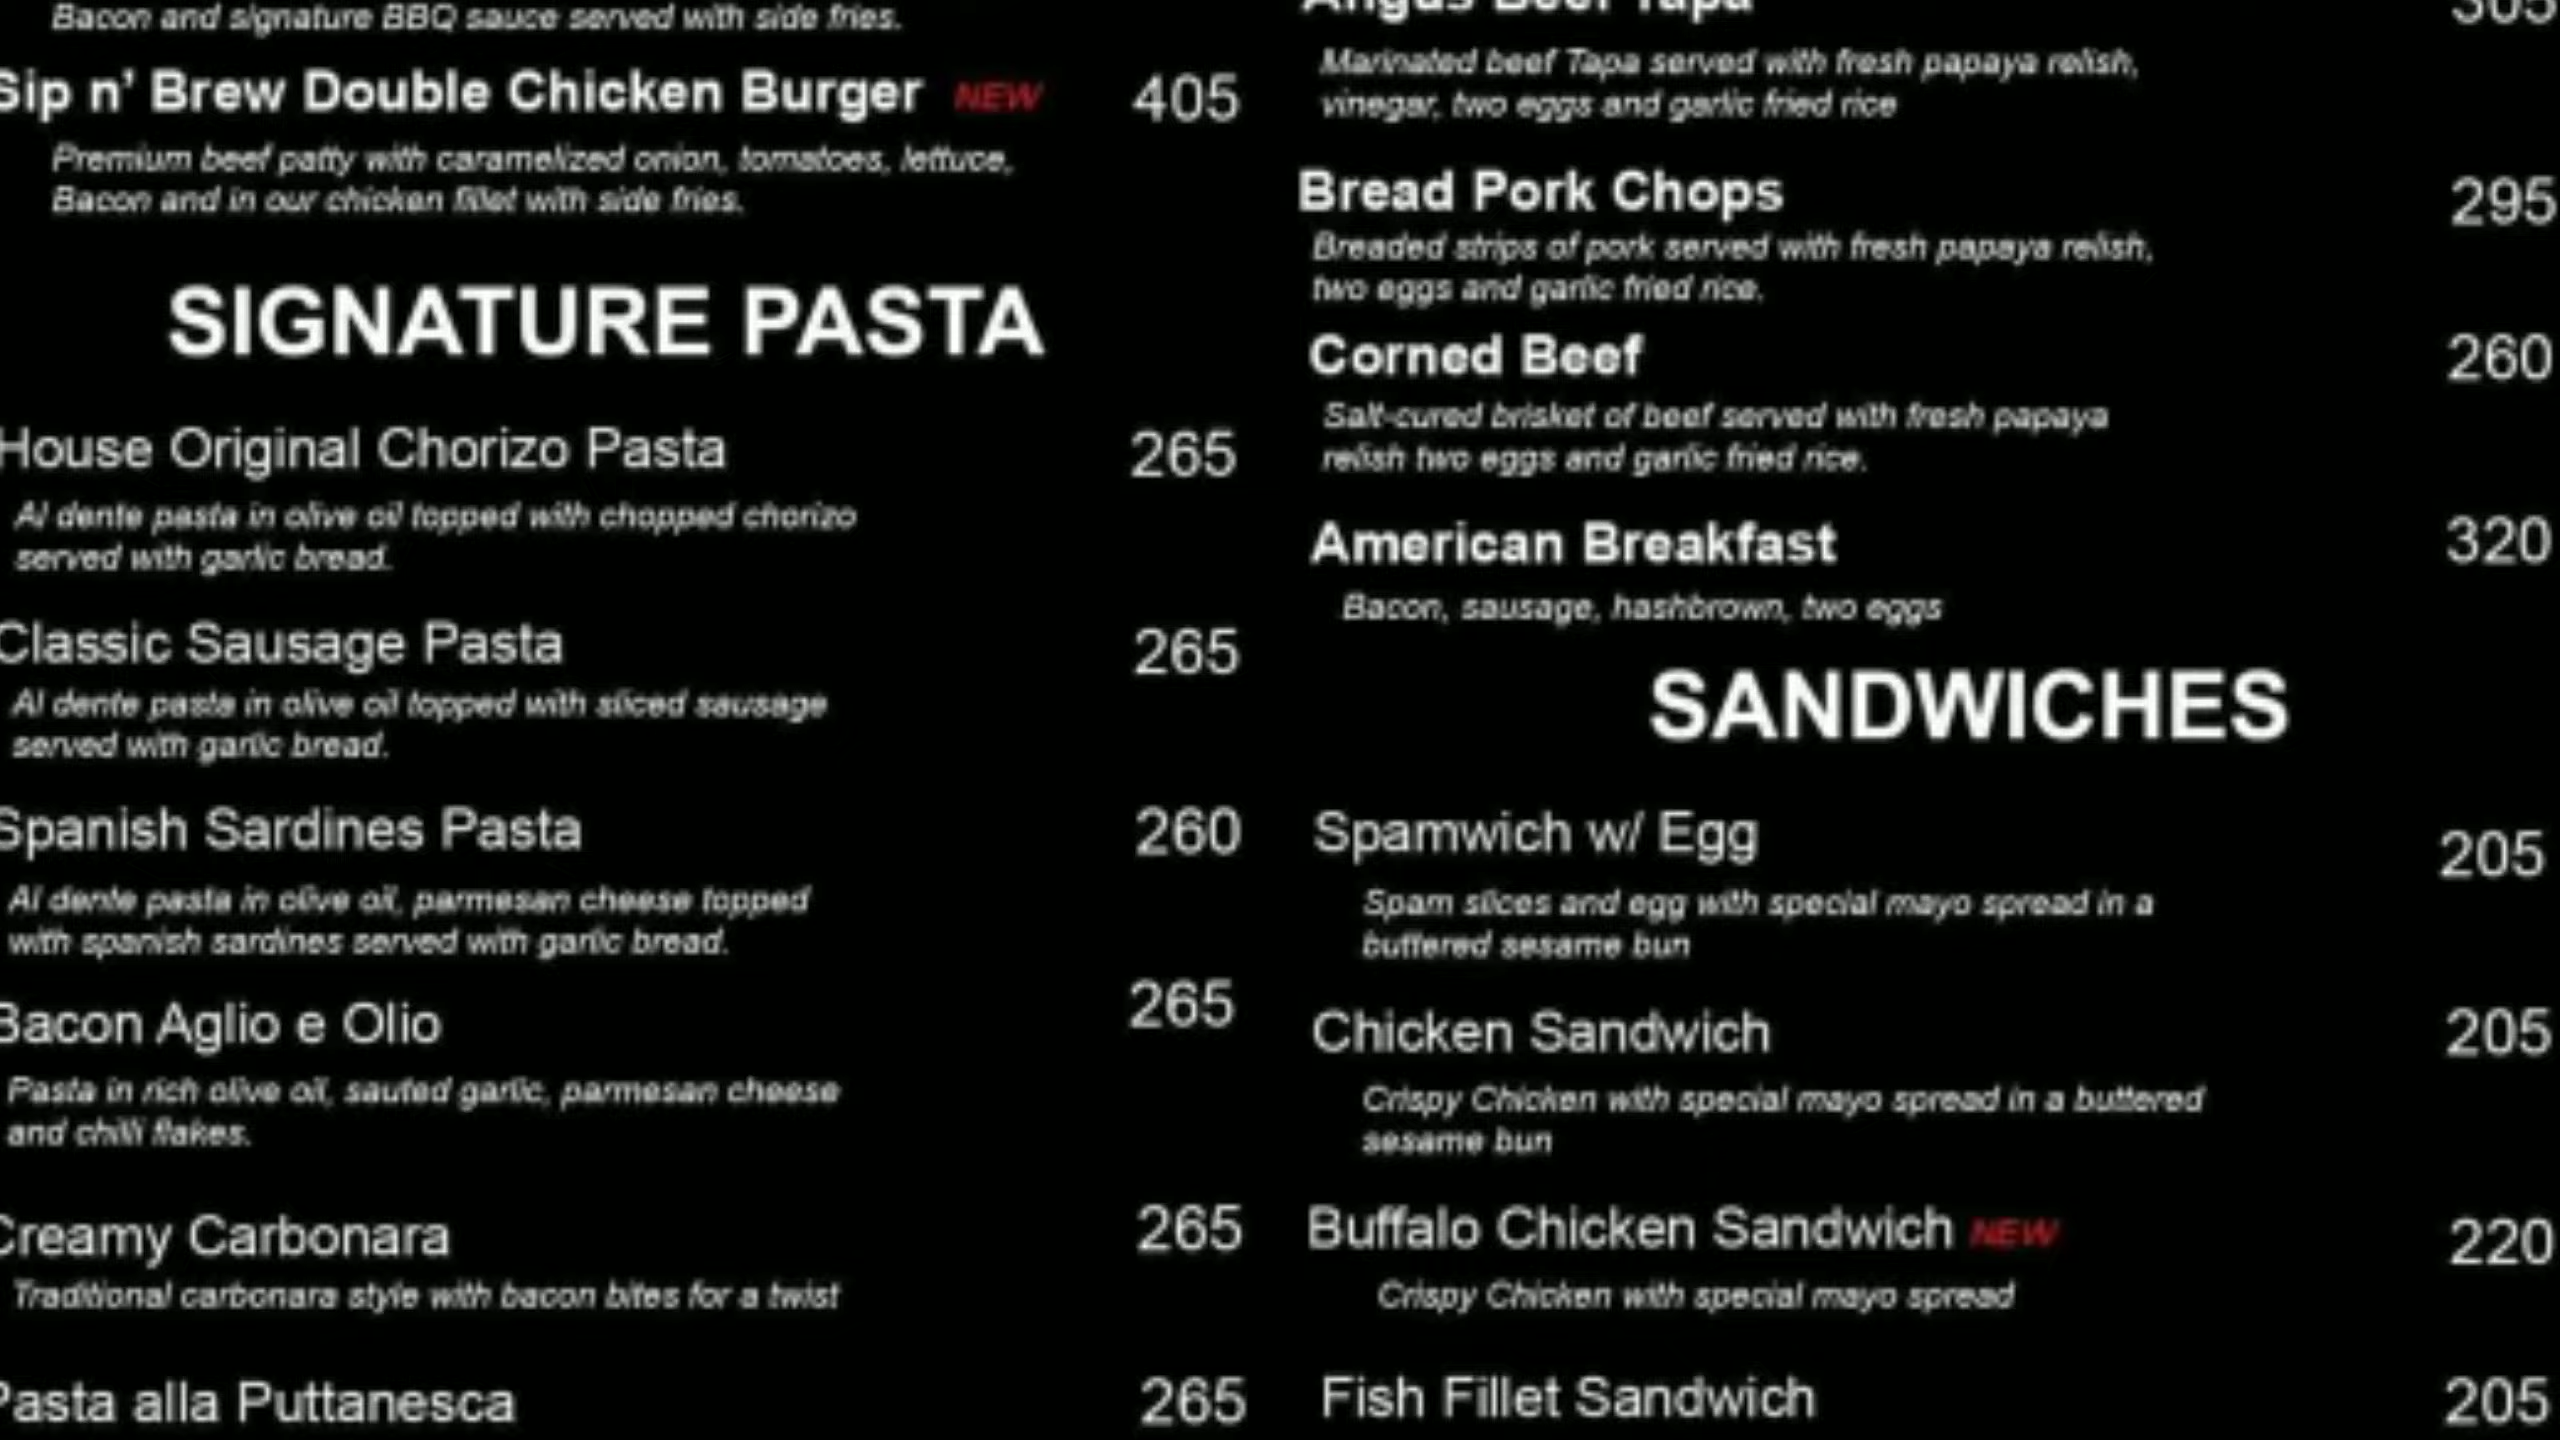 Bacon and signature BBQ sauce served with side fries.
Sip n' Brew Double Chicken Burger NEW 405
Premium beef patty with caramelized onion, tomatoes, lettuce,
Bacon and in our chicken fillet with side fries.
SIGNATURE PASTA
House Original Chorizo Pasta 265
Al dente pasta in olive oil topped with chopped chorizo
served with garlic bread.
Classic Sausage Pasta 265
Al dente pasta in olive oil topped with sliced sausage
served with garlic bread.
Spanish Sardines Pasta 260
Al dente pasta in olive oil, parmesan cheese topped
with spanish sardines served with garlic bread.
Bacon Aglio e Olio 265
Pasta in rich olive oil, sauted garlic, parmesan cheese
and chilli flakes.
Creamy Carbonara 265
Traditional carbonara style with bacon bites for a twist
Pasta alla Puttanesca 265
Angus Beef Tapa 305
Marinated beef Tapa served with fresh papaya relish,
vinegar, two eggs and garlic fried rice
Bread Pork Chops 295
Breaded strips of pork served with fresh papaya relish,
two eggs and garlic fried rice.
Corned Beef 260
Salt-cured brisket of beef served with fresh papaya
relish two eggs and garlic fried rice.
American Breakfast 320
Bacon, sausage, hashbrown, two eggs
SANDWICHES
Spamwich w/ Egg 205
Spam slices and egg with special mayo spread in a
buttered sesame bun
Chicken Sandwich 205
Crispy Chicken with special mayo spread in a buttered
sesame bun
Buffalo Chicken Sandwich NEW 220
Crispy Chicken with special mayo spread
Fish Fillet Sandwich 205